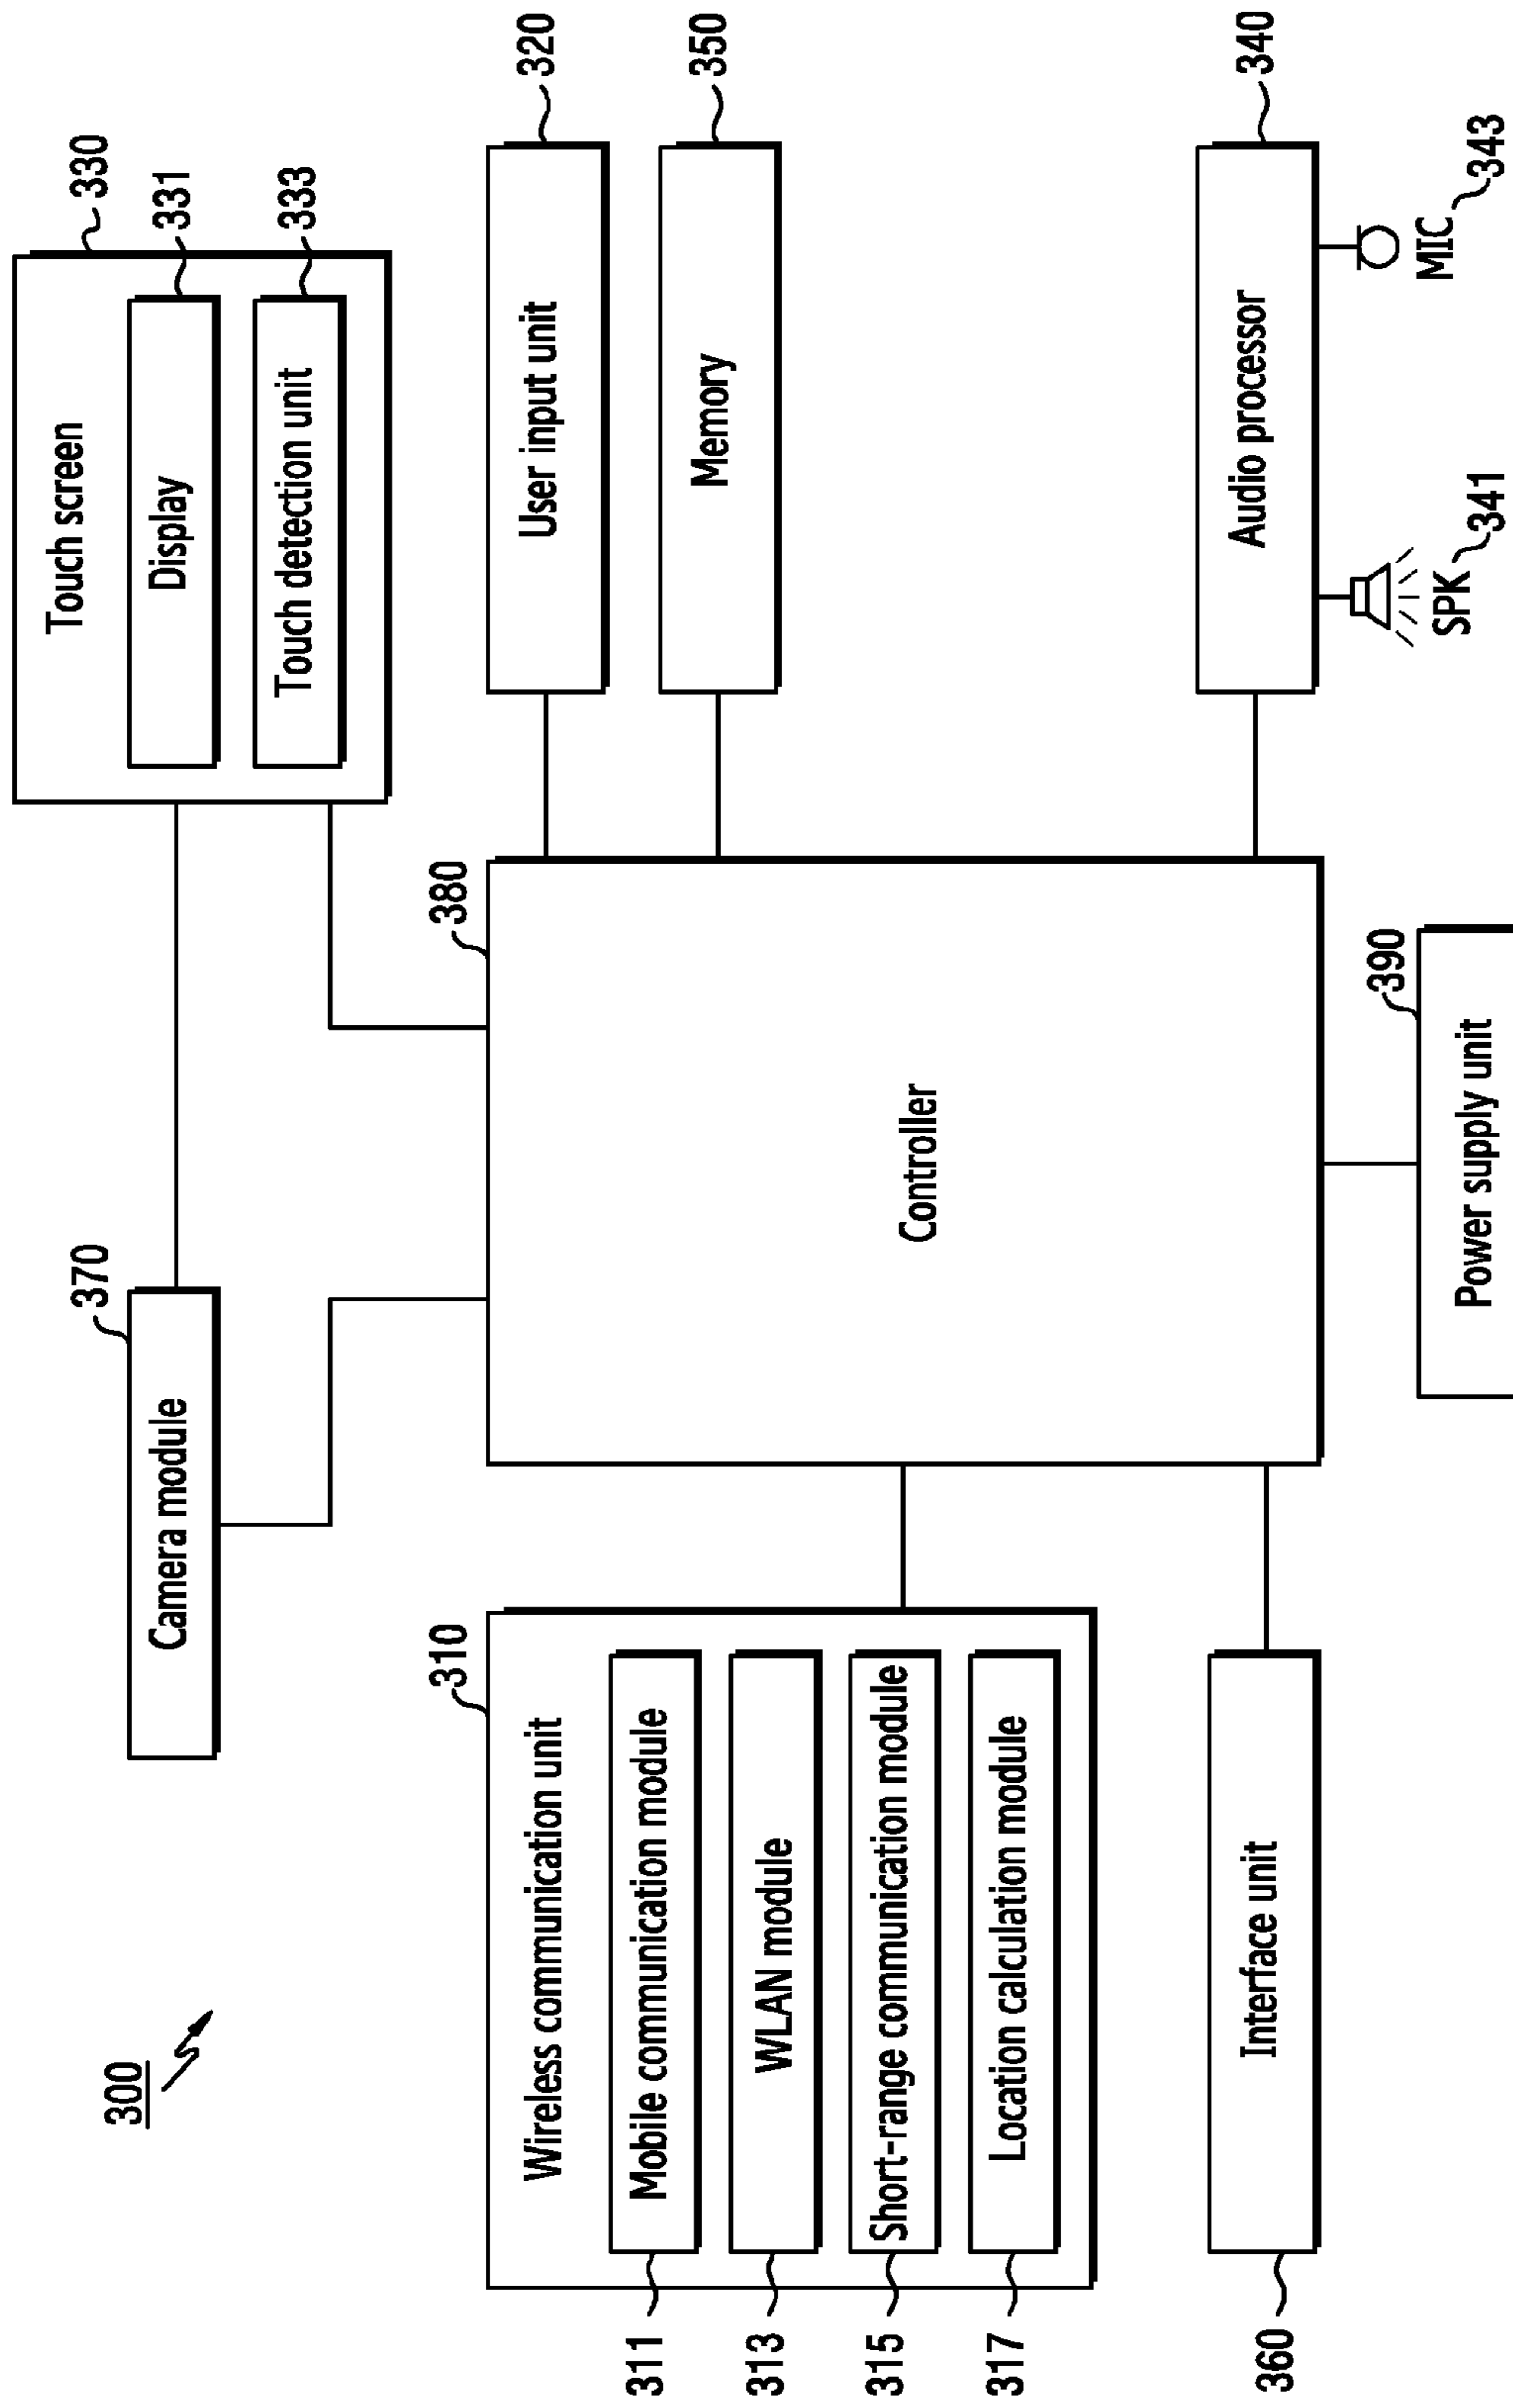 300
370
Camera module
330
Touch screen
Display
331
Touch detection unit
333
310
Wireless communication unit
Mobile communication module
311
WLAN module
313
Short-range communication module
315
Location calculation module
317
Interface unit
360
380
Controller
User input unit
320
Memory
350
Audio processor
340
SPK
341
MIC
343
390
Power supply unit